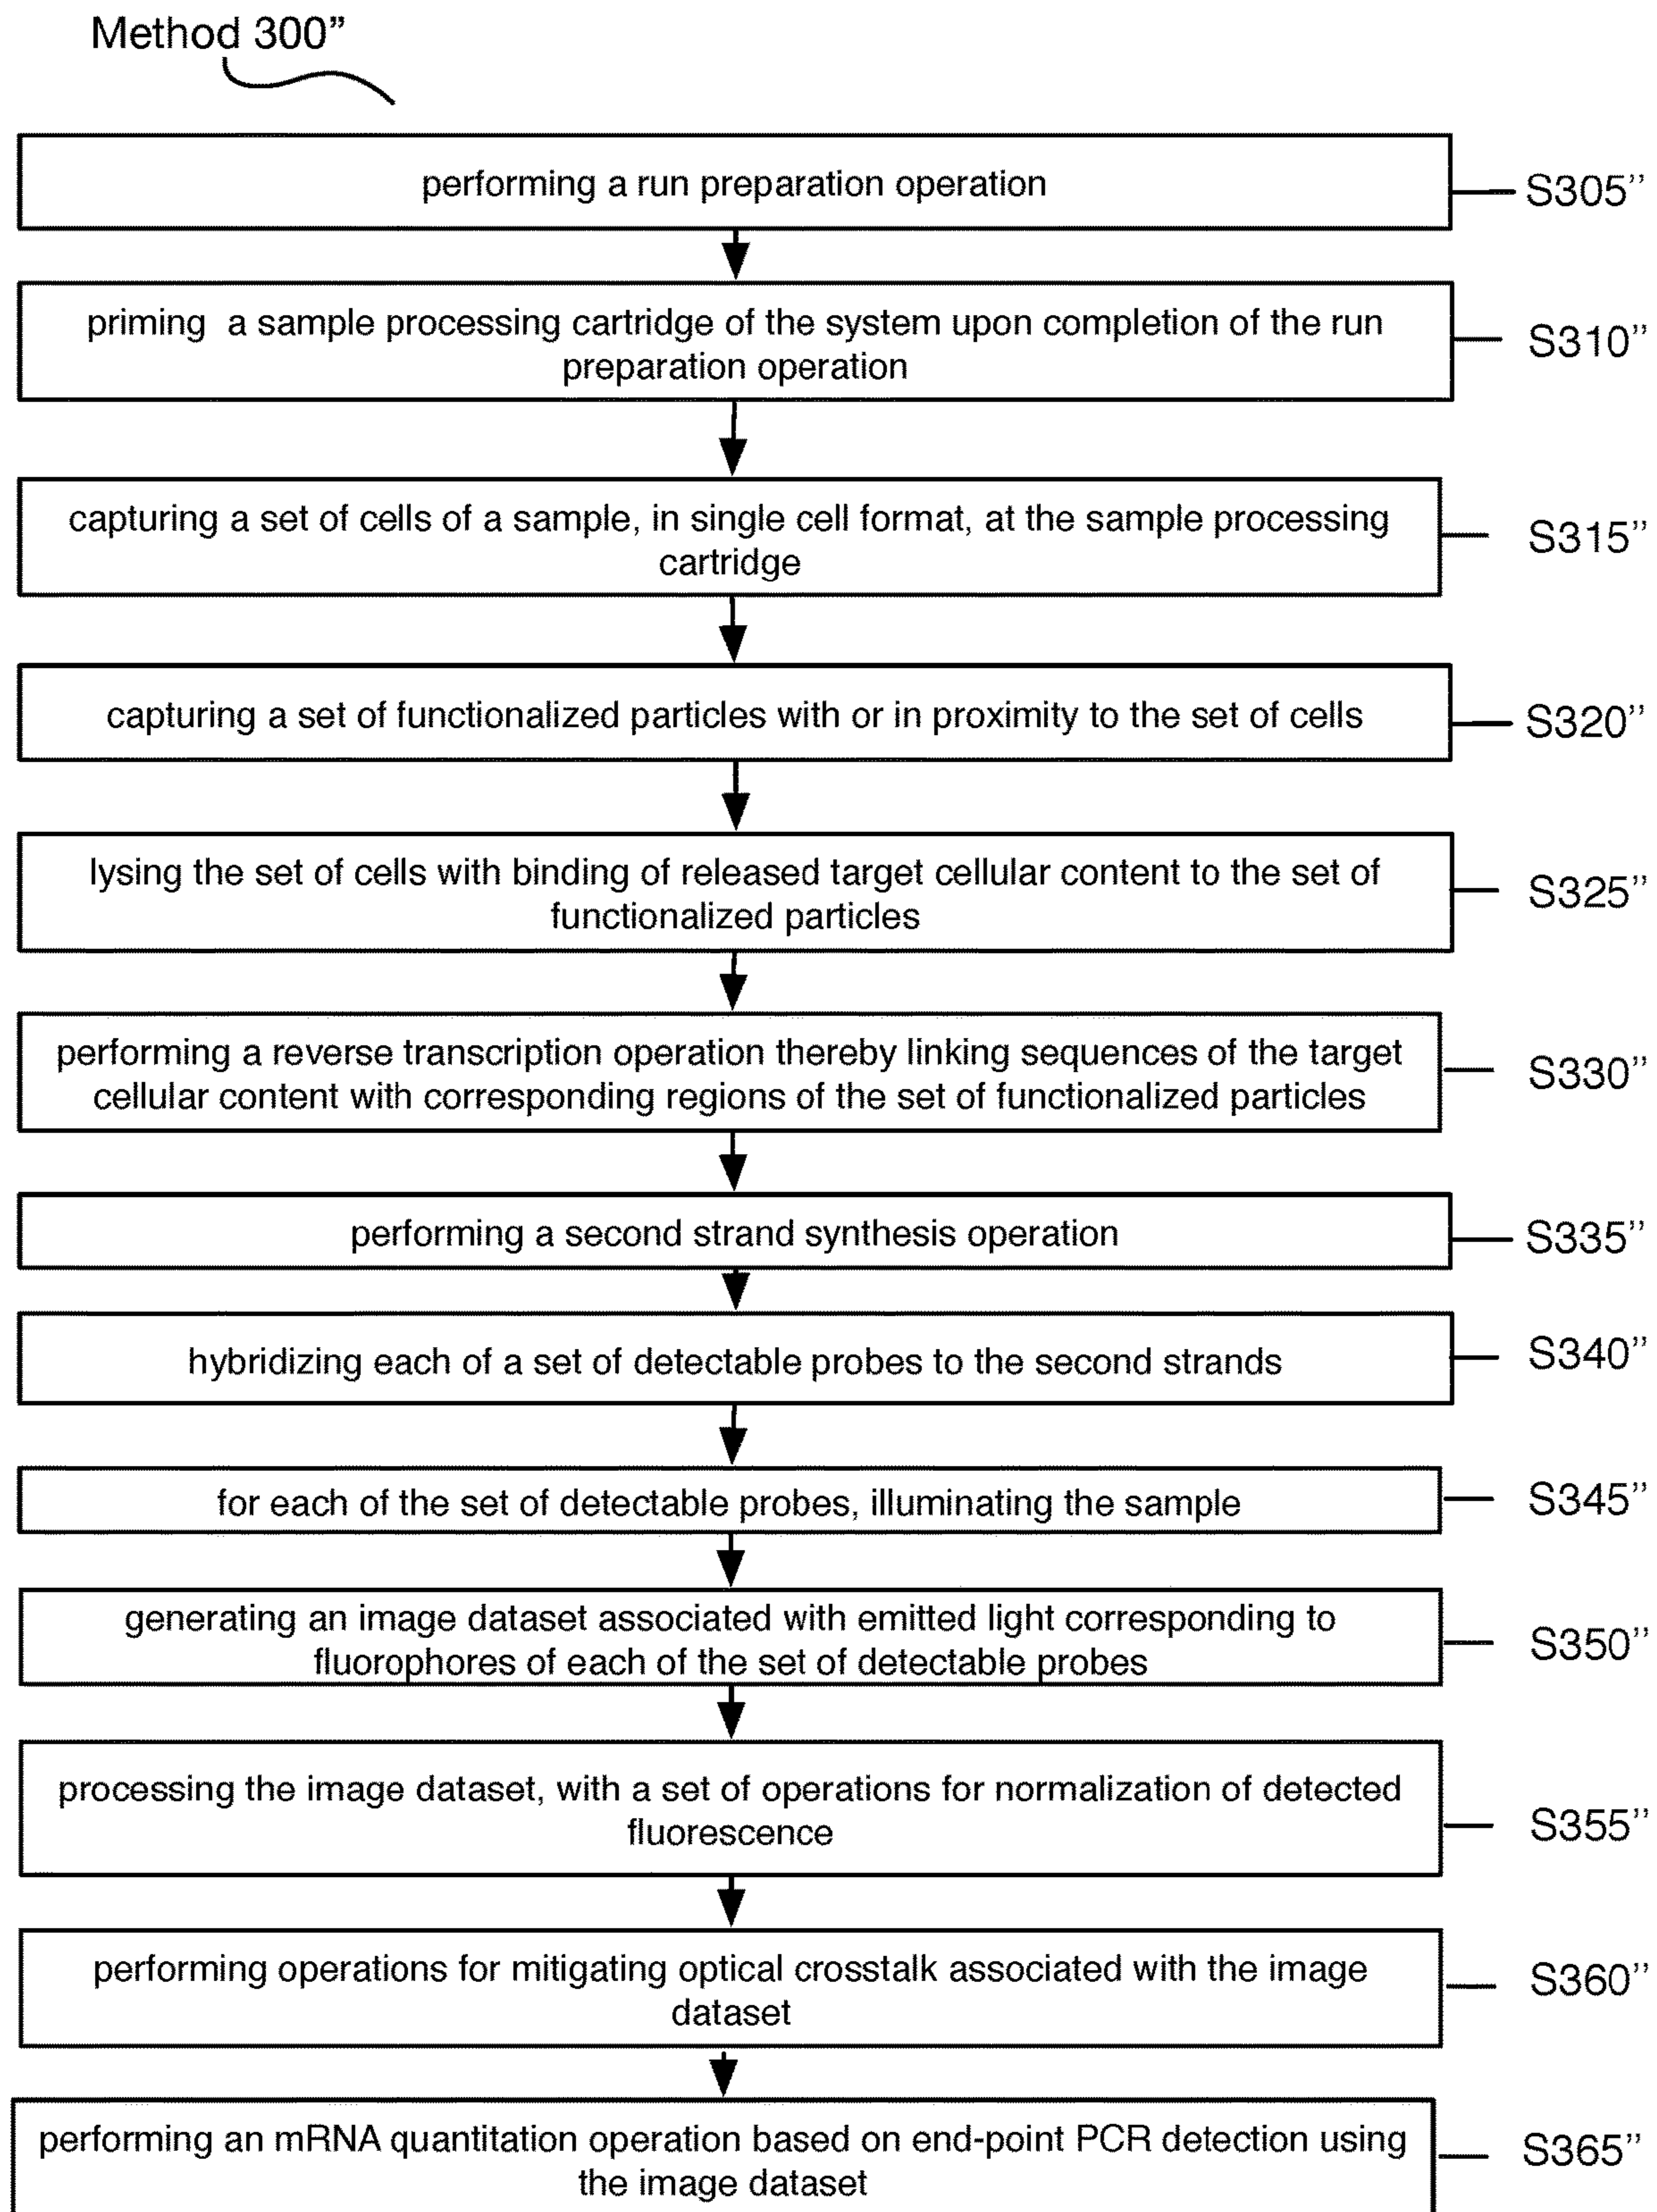 Method 300”
performing a run preparation operation
S305’’
priming a sample processing cartridge of the system upon completion of the run
preparation operation
S310’’
capturing a set of cells of a sample, in single cell format, at the sample processing
cartridge
S315’’
capturing a set of functionalized particles with or in proximity to the set of cells
S320’’
lysing the set of cells with binding of released target cellular content to the set of
functionalized particles
S325’’
performing a reverse transcription operation thereby linking sequences of the target
cellular content with corresponding regions of the set of functionalized particles
S330’’
performing a second strand synthesis operation
S335’’
hybridizing each of a set of detectable probes to the second strands
S340’’
for each of the set of detectable probes, illuminating the sample
S345’’
generating an image dataset associated with emitted light corresponding to
fluorophores of each of the set of detectable probes
S350’’
processing the image dataset, with a set of operations for normalization of detected
fluorescence
S355’’
performing operations for mitigating optical crosstalk associated with the image
dataset
S360’’
performing an mRNA quantitation operation based on end-point PCR detection using
the image dataset
S365’’